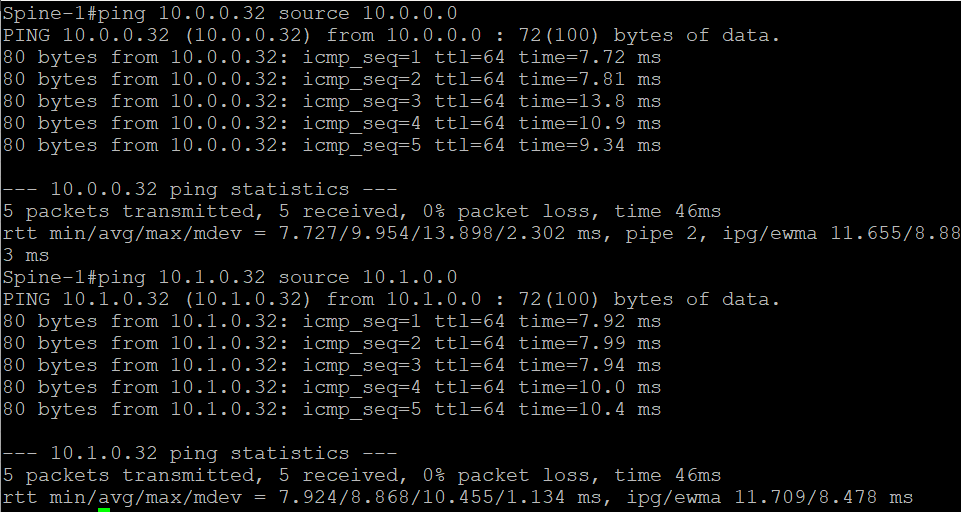 Spine-1#ping 10.0.0.32 source 10.0.0.0
PING 10.0.0.32 (10.0.0.32) from 10.0.0.0 : 72(100) bytes of data.
80 bytes from 10.0.0.32: icmp_seq=1 ttl=64 time=7.72 ms
80 bytes from 10.0.0.32: icmp_seq=2 ttl=64 time=7.81 ms
80 bytes from 10.0.0.32: icmp_seq=3 ttl=64 time=13.8 ms
80 bytes from 10.0.0.32: icmp_seq=4 ttl=64 time=10.9 ms
80 bytes from 10.0.0.32: icmp_seq=5 ttl=64 time=9.34 ms

--- 10.0.0.32 ping statistics ---
5 packets transmitted, 5 received, 0% packet loss, time 46ms
rtt min/avg/max/mdev = 7.727/9.954/13.898/2.302 ms, pipe 2, ipg/ewma 11.655/8.88
3 ms
Spine-1#ping 10.1.0.32 source 10.1.0.0
PING 10.1.0.32 (10.1.0.32) from 10.1.0.0 : 72(100) bytes of data.
80 bytes from 10.1.0.32: icmp_seq=1 ttl=64 time=7.92 ms
80 bytes from 10.1.0.32: icmp_seq=2 ttl=64 time=7.99 ms
80 bytes from 10.1.0.32: icmp_seq=3 ttl=64 time=7.94 ms
80 bytes from 10.1.0.32: icmp_seq=4 ttl=64 time=10.0 ms
80 bytes from 10.1.0.32: icmp_seq=5 ttl=64 time=10.4 ms

--- 10.1.0.32 ping statistics ---
5 packets transmitted, 5 received, 0% packet loss, time 46ms
rtt min/avg/max/mdev = 7.924/8.868/10.455/1.134 ms, ipg/ewma 11.709/8.478 ms